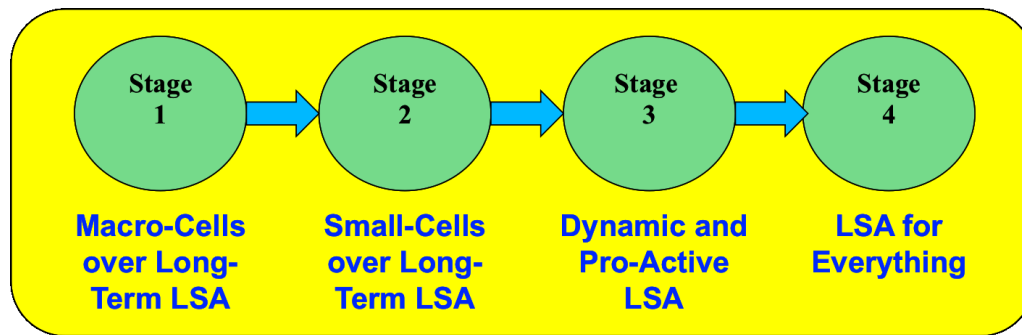 Stage
1
Stage
2
Stage
3
Stage
4
Macro-Cells
over Long-
Term LSA
Small-Cells
over Long-
Term LSA
Dynamic and
Pro-Active
LSA
LSA for
Everything